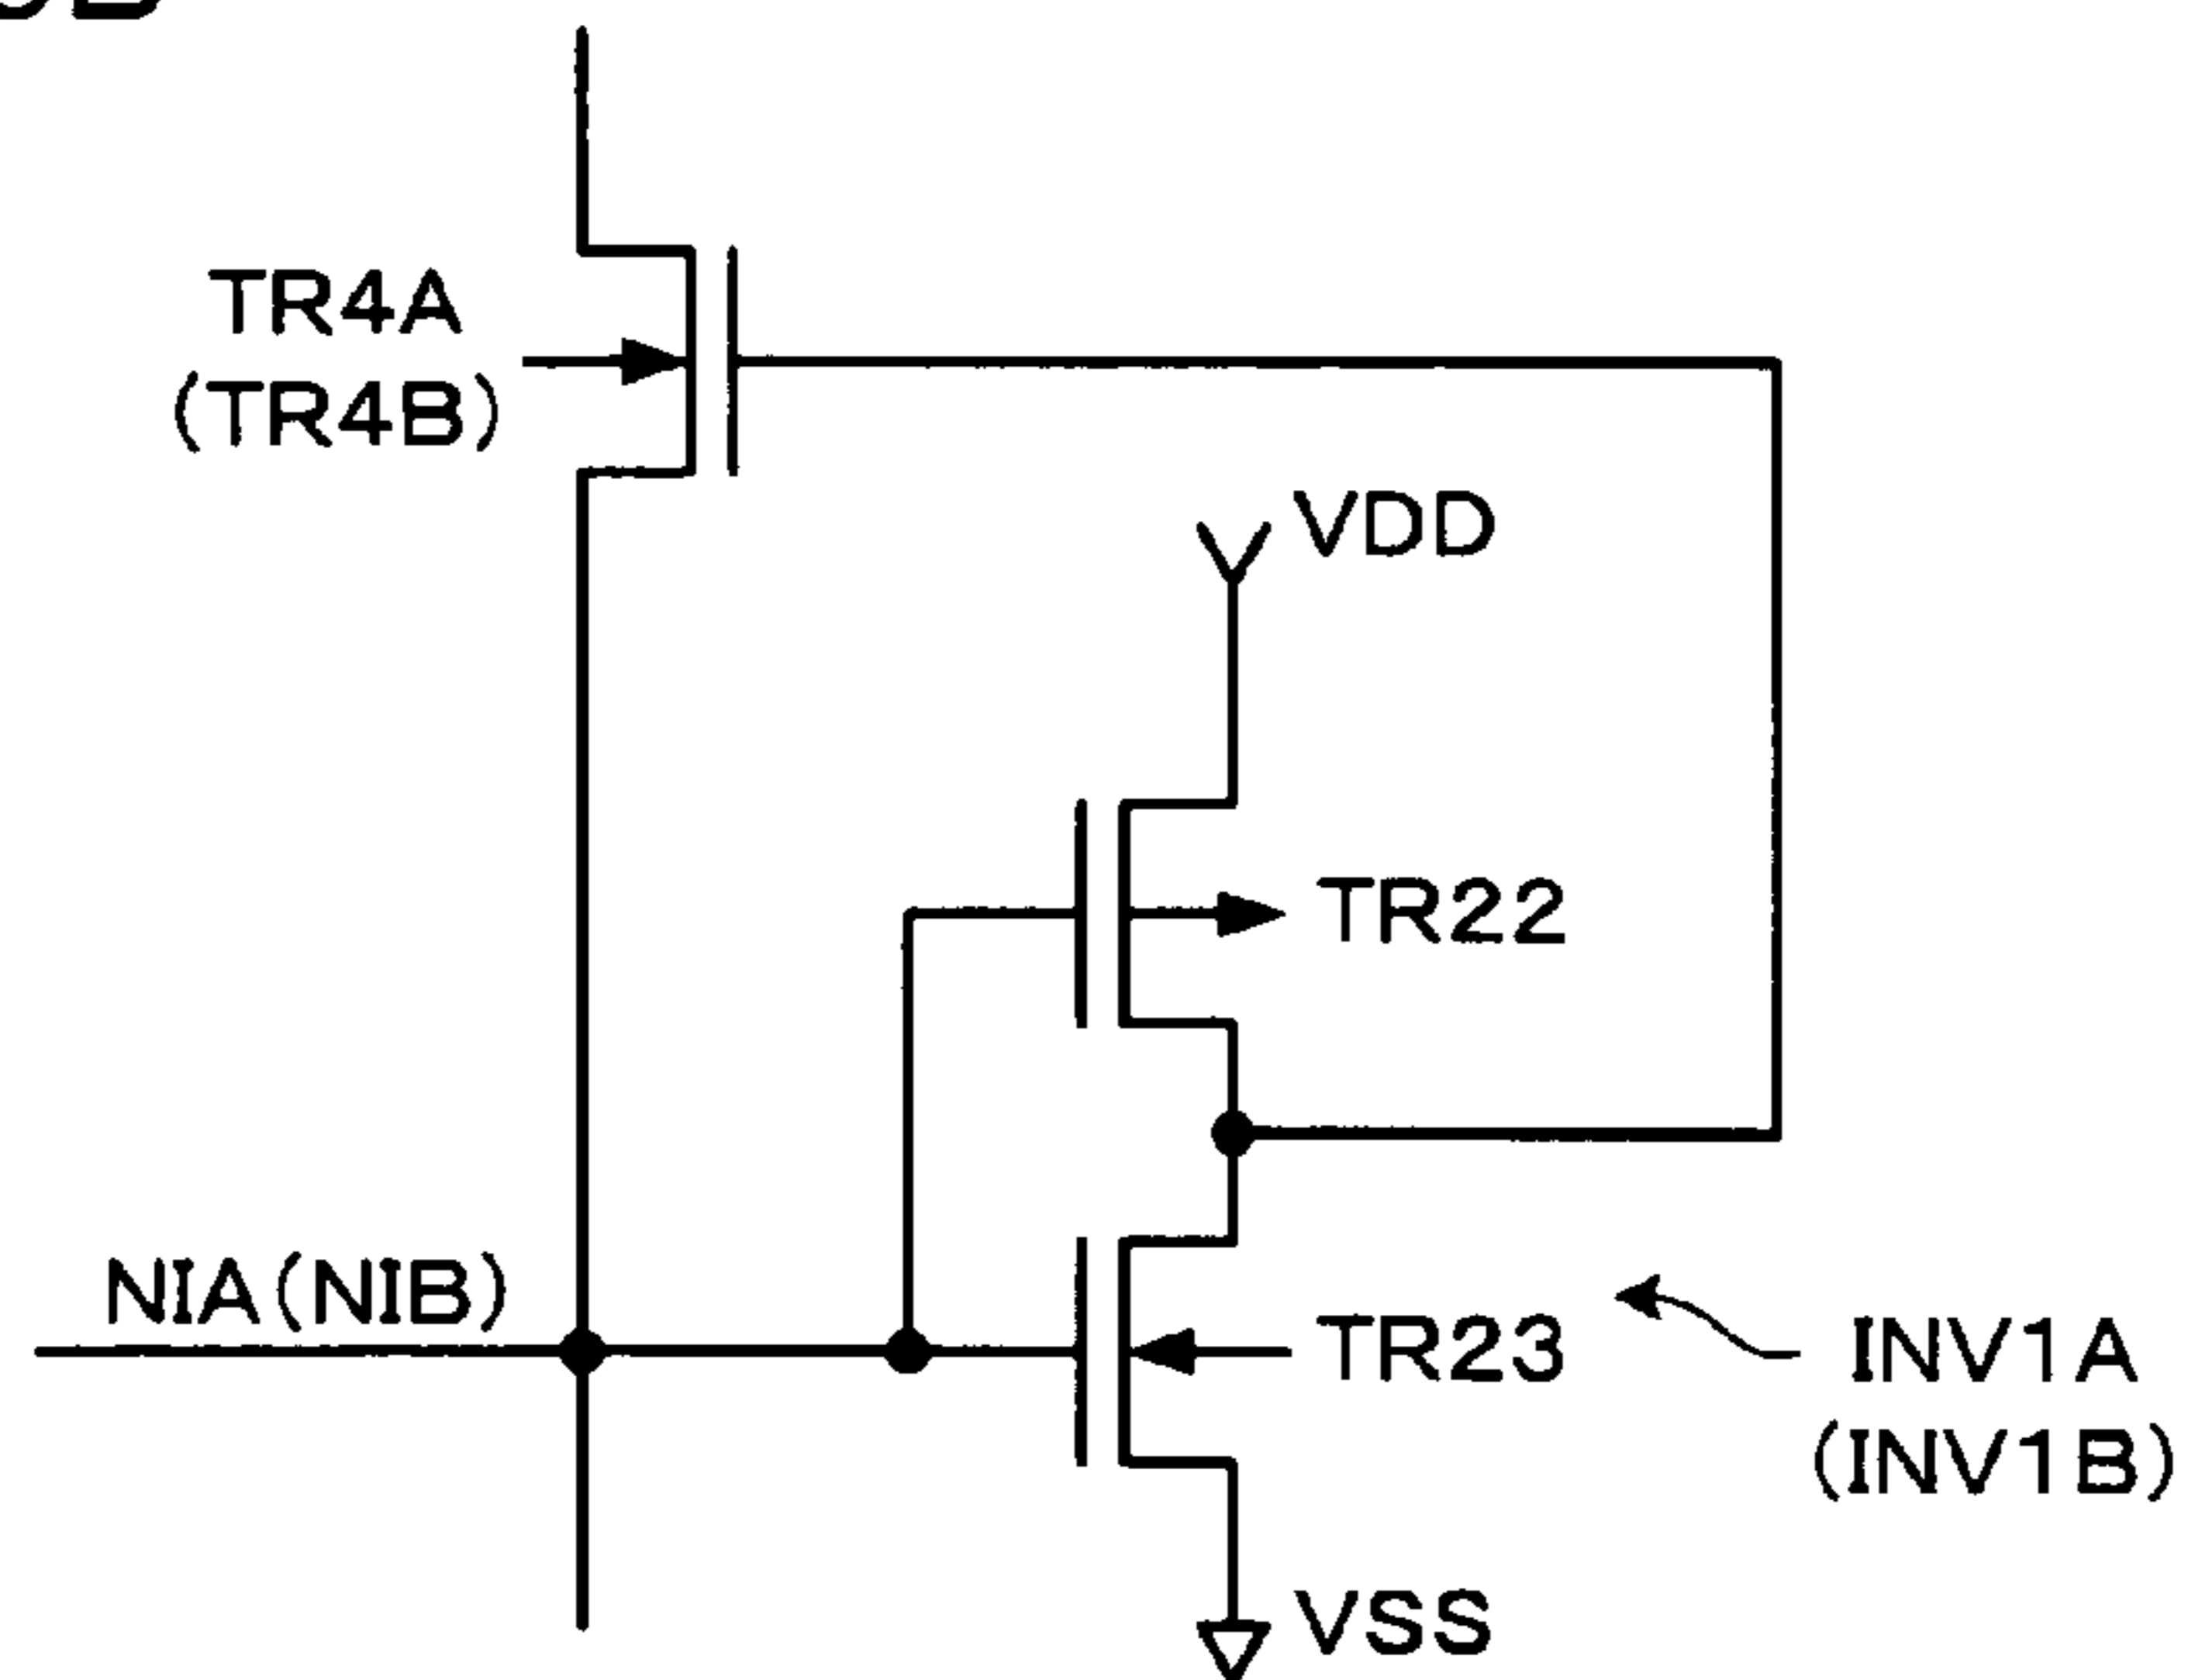 TR4A
(TR4B)
VDD
TR22
NIA(NIB)
TR23
INV1A
(INV1B)
VSS